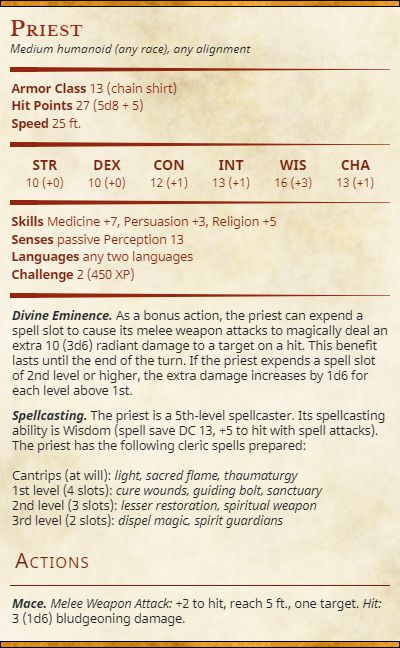 Priest
Medium humanoid (any race), any alignment
Armor Class 13 (chain shirt)
Hit Points 27 (5d8 + 5)
Speed 25 ft.
STR DEX CON INT WIS CHA
10 (+0) 10 (+0) 12 (+1) 13 (+1) 16 (+3) 13 (+1)
Skills Medicine +7, Persuasion +3, Religion +5
Senses passive Perception 13
Languages any two languages
Challenge 2 (450 XP)
Divine Eminence. As a bonus action, the priest can expend a
spell slot to cause its melee weapon attacks to magically deal an
extra 10 (3d6) radiant damage to a target on a hit. This benefit
lasts until the end of the turn. If the priest expends a spell slot
of 2nd level or higher, the extra damage increases by 1d6 for
each level above 1st.
Spellcasting. The priest is a 5th-level spellcaster. Its spellcasting
ability is Wisdom (spell save DC 13, +5 to hit with spell attacks).
The priest has the following cleric spells prepared:
Cantrips (at will): light, sacred flame, thaumaturgy
1st level (4 slots): cure wounds, guiding bolt, sanctuary
2nd level (3 slots): lesser restoration, spiritual weapon
3rd level (2 slots): dispel magic, spirit guardians
Actions
Mace. Melee Weapon Attack: +2 to hit, reach 5 ft., one target. Hit:
3 (1d6) bludgeoning damage.